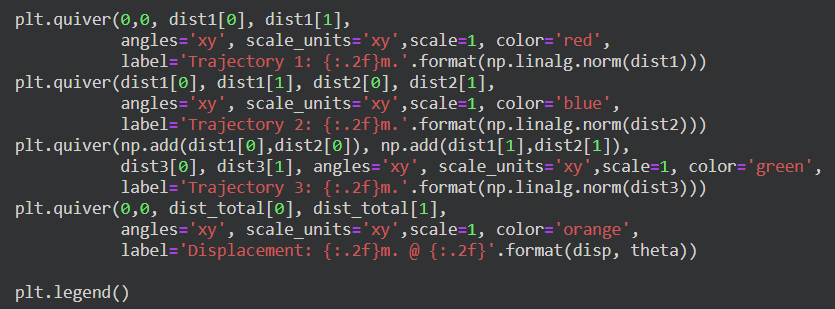 plt.quiver(0,0, dist1[0], dist1[1],
           angles='xy', scale_units='xy',scale=1, color='red',
           label='Trajectory 1: {:.2f}m.'.format(np.linalg.norm(dist1)))
plt.quiver(dist1[0], dist1[1], dist2[0], dist2[1],
           angles='xy', scale_units='xy',scale=1, color='blue',
           label='Trajectory 2: {:.2f}m.'.format(np.linalg.norm(dist2)))
plt.quiver(np.add(dist1[0],dist2[0]), np.add(dist1[1],dist2[1]),
           dist3[0], dist3[1], angles='xy', scale_units='xy',scale=1, color='green',
           label='Trajectory 3: {:.2f}m.'.format(np.linalg.norm(dist3)))
plt.quiver(0,0, dist_total[0], dist_total[1],
           angles='xy', scale_units='xy',scale=1, color='orange',
           label='Displacement: {:.2f}m. @ {:.2f}'.format(disp, theta))

plt.legend()